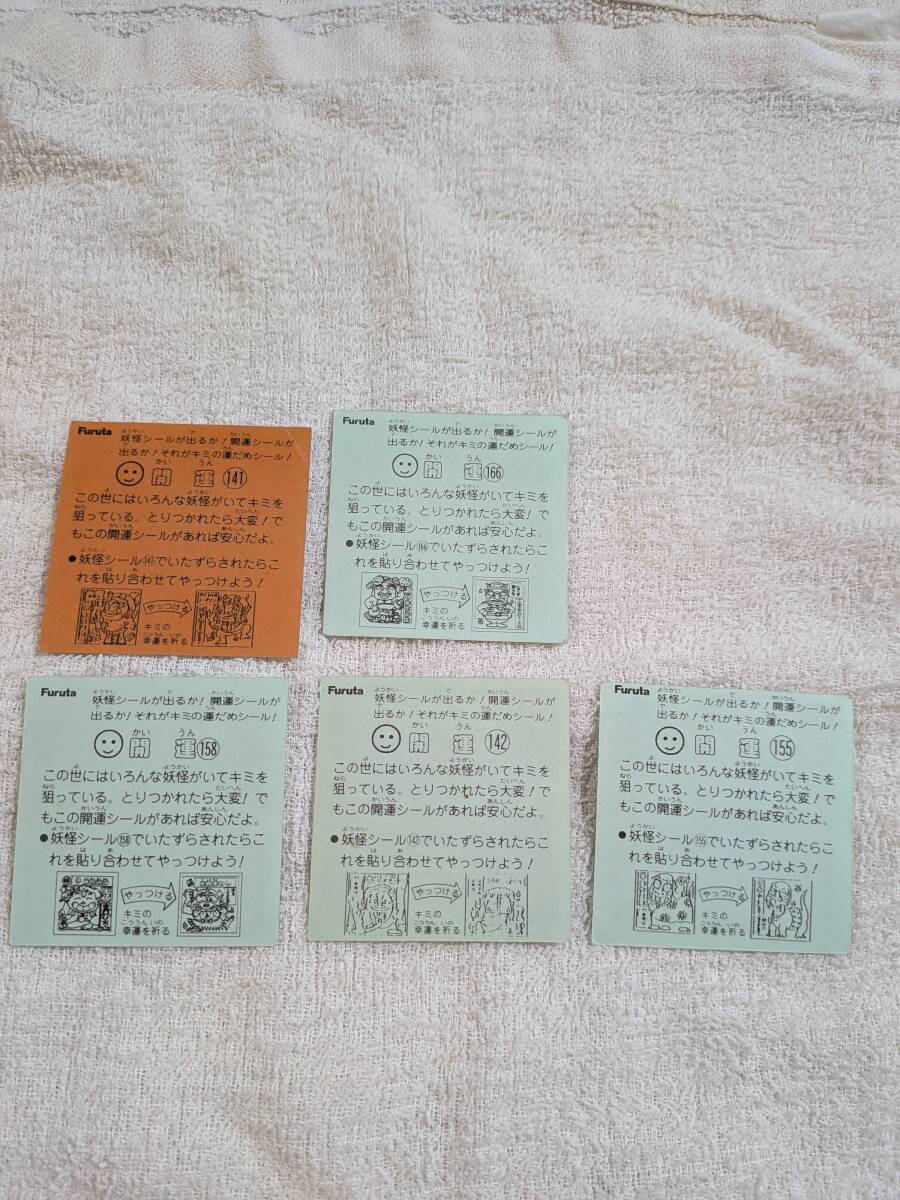 Furuta
妖怪シールが出るか!開運シールが
出るか!それがキミの運だめシール!
開運 141
この世にはいろんな妖怪がいてキミを
狙っている。とりつかれたら大変!で
もこの開運シールがあれば安心だよ。
●妖怪シール141でいたずらされたらこ
れを貼り合わせてやっつけよう!
やっつける
キミの
幸運を祈る
Furuta
妖怪シールが出るか!開運シールが
出るか!それがキミの運だめシール!
開運 166
この世にはいろんな妖怪がいてキミを
狙っている。とりつかれたら大変!で
もこの開運シールがあれば安心だよ。
●妖怪シール166でいたずらされたらこ
れを貼り合わせてやっつけよう!
やっつける
キミの
幸運を祈る
Furuta
妖怪シールが出るか!開運シールが
出るか!それがキミの運だめシール!
開運 158
この世にはいろんな妖怪がいてキミを
狙っている。とりつかれたら大変!で
もこの開運シールがあれば安心だよ。
●妖怪シール158でいたずらされたらこ
れを貼り合わせてやっつけよう!
やっつける
キミの
幸運を祈る
Furuta
妖怪シールが出るか!開運シールが
出るか!それがキミの運だめシール!
開運 142
この世にはいろんな妖怪がいてキミを
狙っている。とりつかれたら大変!で
もこの開運シールがあれば安心だよ。
●妖怪シール142でいたずらされたらこ
れを貼り合わせてやっつけよう!
やっつける
キミの
幸運を祈る
Furuta
妖怪シールが出るか!開運シールが
出るか!それがキミの運だめシール!
開運 155
この世にはいろんな妖怪がいてキミを
狙っている。とりつかれたら大変!で
もこの開運シールがあれば安心だよ。
●妖怪シール155でいたずらされたらこ
れを貼り合わせてやっつけよう!
やっつける
キミの
幸運を祈る